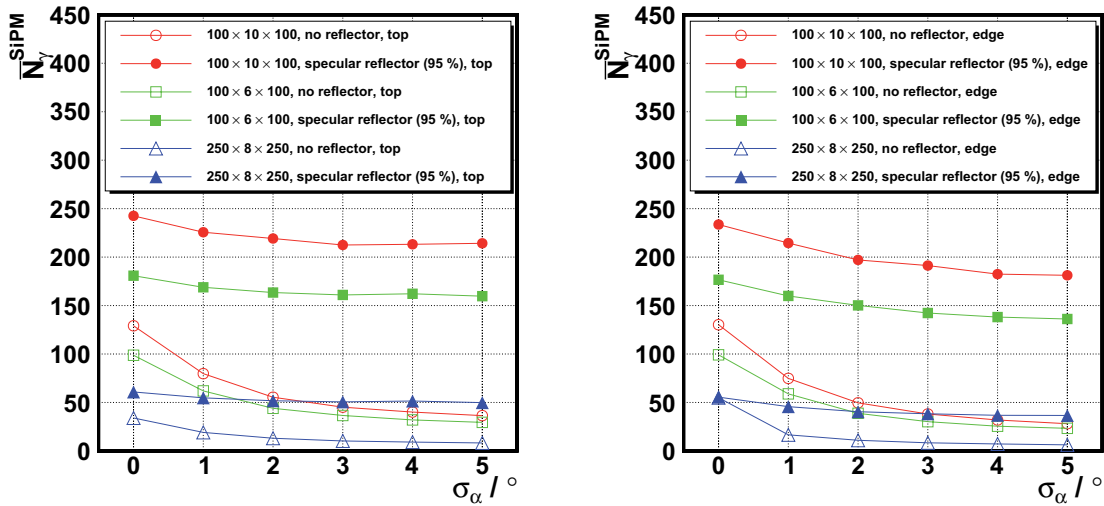 N̅γ^SiPM
450
400
350
300
250
200
150
100
50
0
100 × 10 × 100, no reflector, top
100 × 10 × 100, specular reflector (95 %), top
100 × 6 × 100, no reflector, top
100 × 6 × 100, specular reflector (95 %), top
250 × 8 × 250, no reflector, top
250 × 8 × 250, specular reflector (95 %), top
0 1 2 3 4 5
σα / °
N̅γ^SiPM
450
400
350
300
250
200
150
100
50
0
100 × 10 × 100, no reflector, edge
100 × 10 × 100, specular reflector (95 %), edge
100 × 6 × 100, no reflector, edge
100 × 6 × 100, specular reflector (95 %), edge
250 × 8 × 250, no reflector, edge
250 × 8 × 250, specular reflector (95 %), edge
0 1 2 3 4 5
σα / °